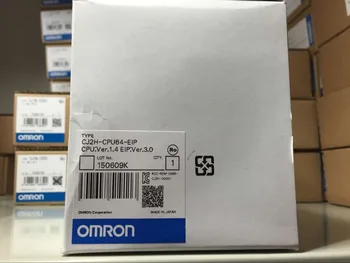 TYPE
CJ2H-CPU64-EIP
CPU:Ver.1.4 EIP:Ver.3.0
LOT No.
QTY.
150609K
1
OMRON Corporation
MADE IN JAPAN
OMRON
OMRON
OMRON
OMRON